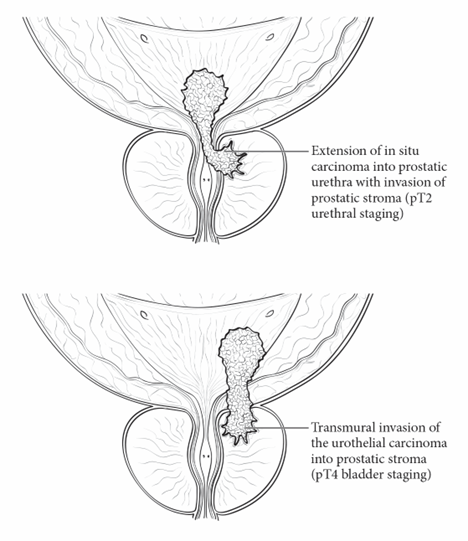 Extension of in situ
carcinoma into prostatic
urethra with invasion of
prostatic stroma (pT2
urethral staging)
Transmural invasion of
the urothelial carcinoma
into prostatic stroma
(pT4 bladder staging)